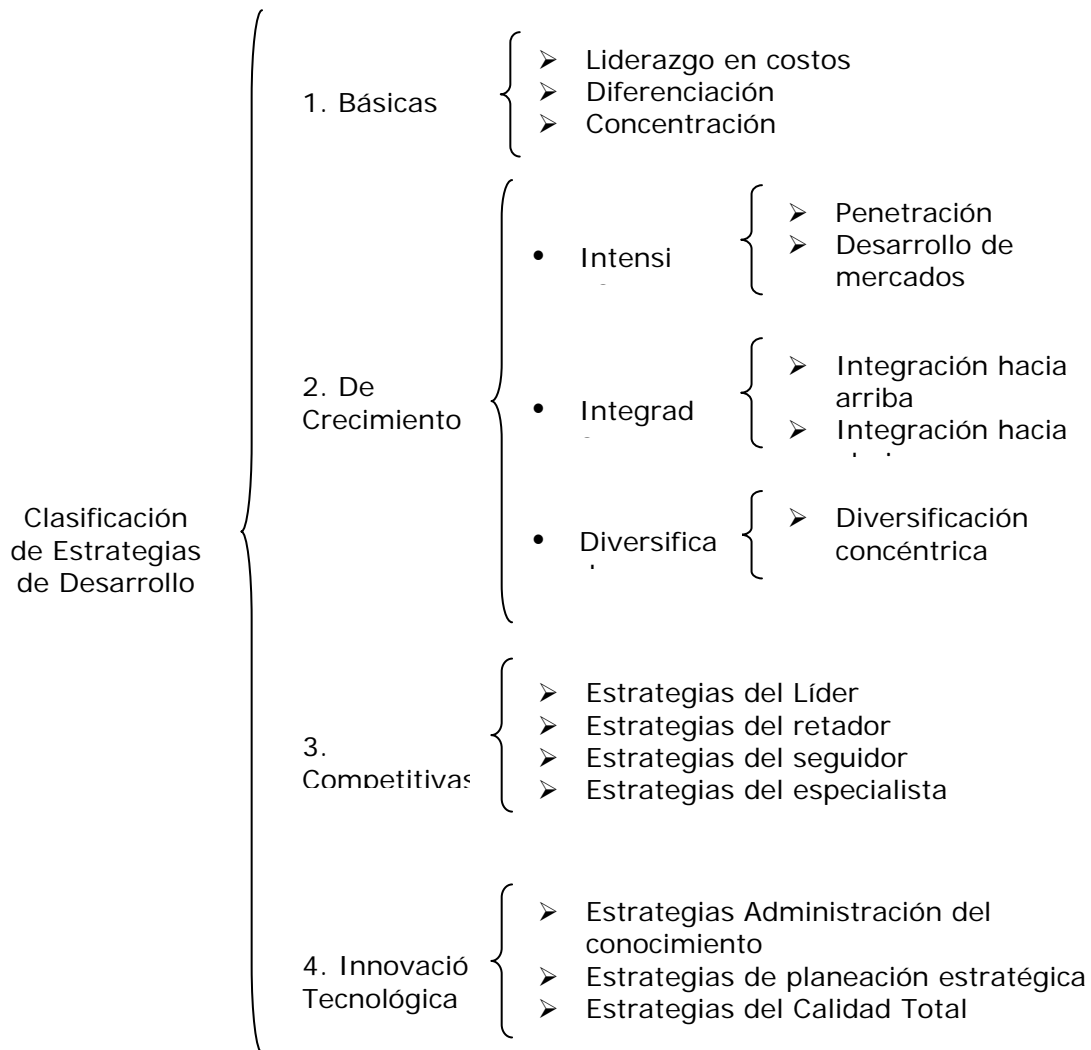 Clasificación
de Estrategias
de Desarrollo
1. Básicas
➢ Liderazgo en costos
➢ Diferenciación
➢ Concentración
2. De
Crecimiento
• Intensi
➢ Penetración
➢ Desarrollo de
mercados
• Integrad
➢ Integración hacia
arriba
➢ Integración hacia
• Diversifica
➢ Diversificación
concéntrica
3.
Competitivas
➢ Estrategias del Líder
➢ Estrategias del retador
➢ Estrategias del seguidor
➢ Estrategias del especialista
4. Innovació
Tecnológica
➢ Estrategias Administración del
conocimiento
➢ Estrategias de planeación estratégica
➢ Estrategias del Calidad Total